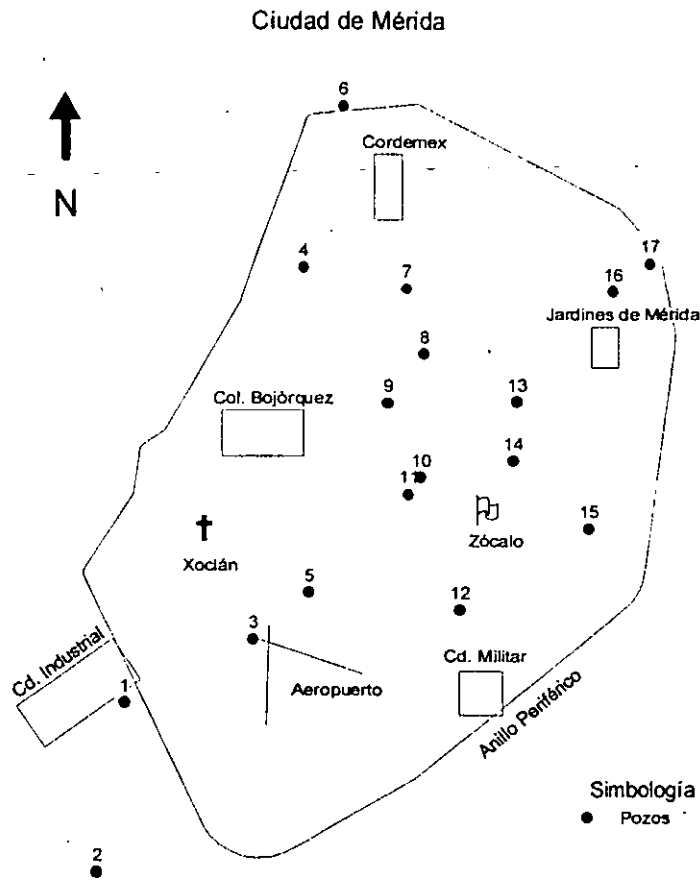 Ciudad de Mérida
N
6
Cordemex
4
7
17
16
Jardines de Mérida
8
9
13
Col. Bojòrquez
14
10
11
Zócalo
15
Xoclán
5
12
3
Cd. Industrial
1
Aeropuerto
Cd. Militar
Anillo Periférico
Simbología
Pozos
2